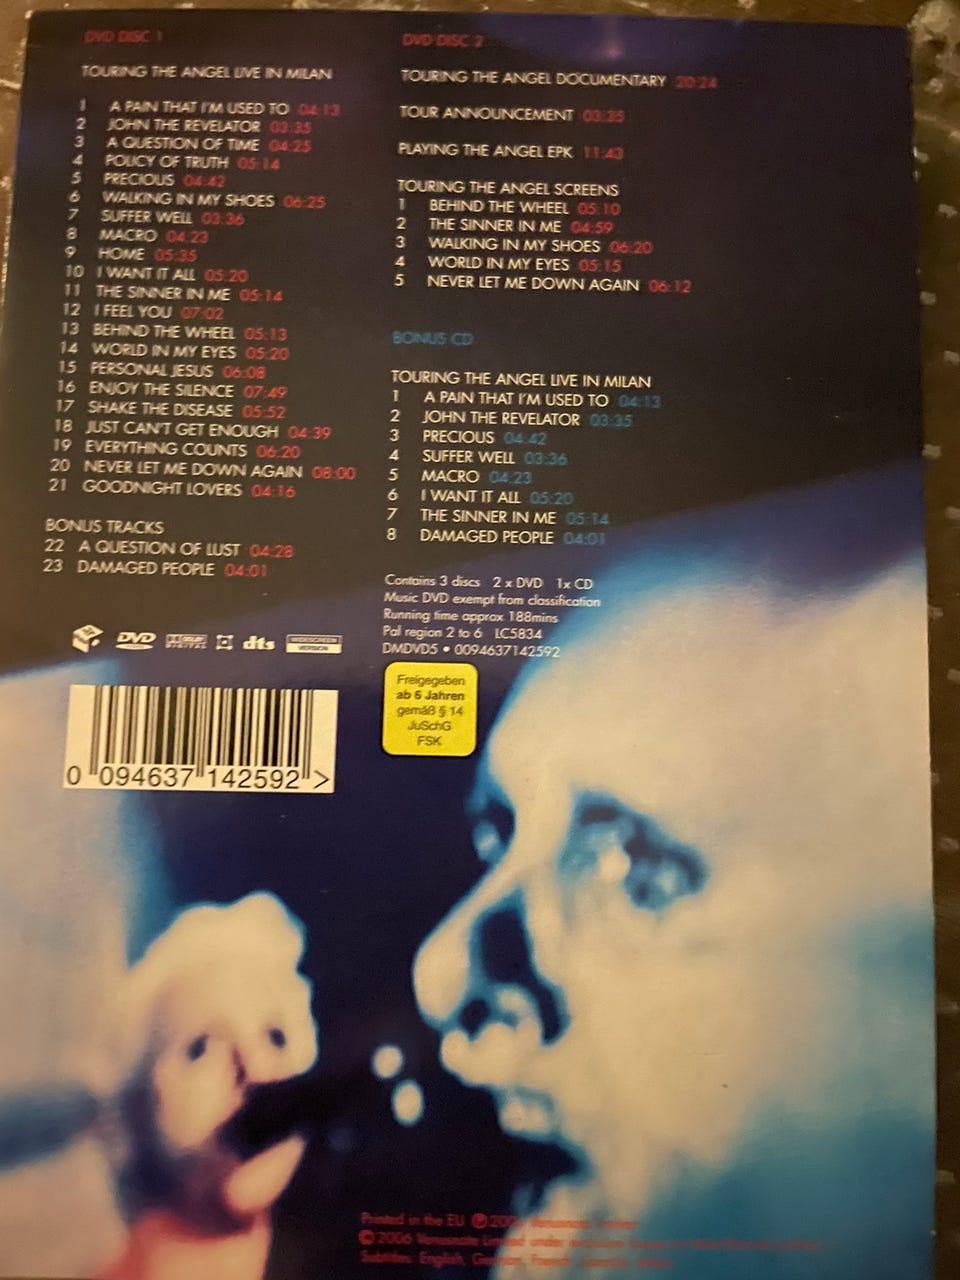 DVD DISC 1
TOURING THE ANGEL LIVE IN MILAN
1 A PAIN THAT I'M USED TO 04:13
2 JOHN THE REVELATOR 03:35
3 A QUESTION OF TIME 04:25
4 POLICY OF TRUTH 05:14
5 PRECIOUS 04:42
6 WALKING IN MY SHOES 06:25
7 SUFFER WELL 03:36
8 MACRO 04:23
9 HOME 05:35
10 I WANT IT ALL 05:20
11 THE SINNER IN ME 05:14
12 I FEEL YOU 07:02
13 BEHIND THE WHEEL 05:13
14 WORLD IN MY EYES 05:20
15 PERSONAL JESUS 06:08
16 ENJOY THE SILENCE 07:49
17 SHAKE THE DISEASE 05:52
18 JUST CAN'T GET ENOUGH 04:39
19 EVERYTHING COUNTS 06:20
20 NEVER LET ME DOWN AGAIN 08:00
21 GOODNIGHT LOVERS 04:16
BONUS TRACKS
22 A QUESTION OF LUST 04:28
23 DAMAGED PEOPLE 04:01
DVD
DOLBY DIGITAL
dts
WIDESCREEN VERSION
0 094637 142592 >
DVD DISC 2
TOURING THE ANGEL DOCUMENTARY 20:24
TOUR ANNOUNCEMENT 03:35
PLAYING THE ANGEL EPK 11:43
TOURING THE ANGEL SCREENS
1 BEHIND THE WHEEL 05:10
2 THE SINNER IN ME 04:59
3 WALKING IN MY SHOES 06:20
4 WORLD IN MY EYES 05:15
5 NEVER LET ME DOWN AGAIN 06:12
BONUS CD
TOURING THE ANGEL LIVE IN MILAN
1 A PAIN THAT I'M USED TO 04:13
2 JOHN THE REVELATOR 03:35
3 PRECIOUS 04:42
4 SUFFER WELL 03:36
5 MACRO 04:23
6 I WANT IT ALL 05:20
7 THE SINNER IN ME 05:14
8 DAMAGED PEOPLE 04:01
Contains 3 discs 2 x DVD 1x CD
Music DVD exempt from classification
Running time approx 188mins
Pal region 2 to 6 LC5834
DMDVD5 • 0094637142592
Freigegeben
ab 6 Jahren
gemäß § 14
JuSchG
FSK
Printed in the EU ℗ Venusnote Limited
© 2006 Venusnote Limited under exclusive
Subtitles: English, German, French